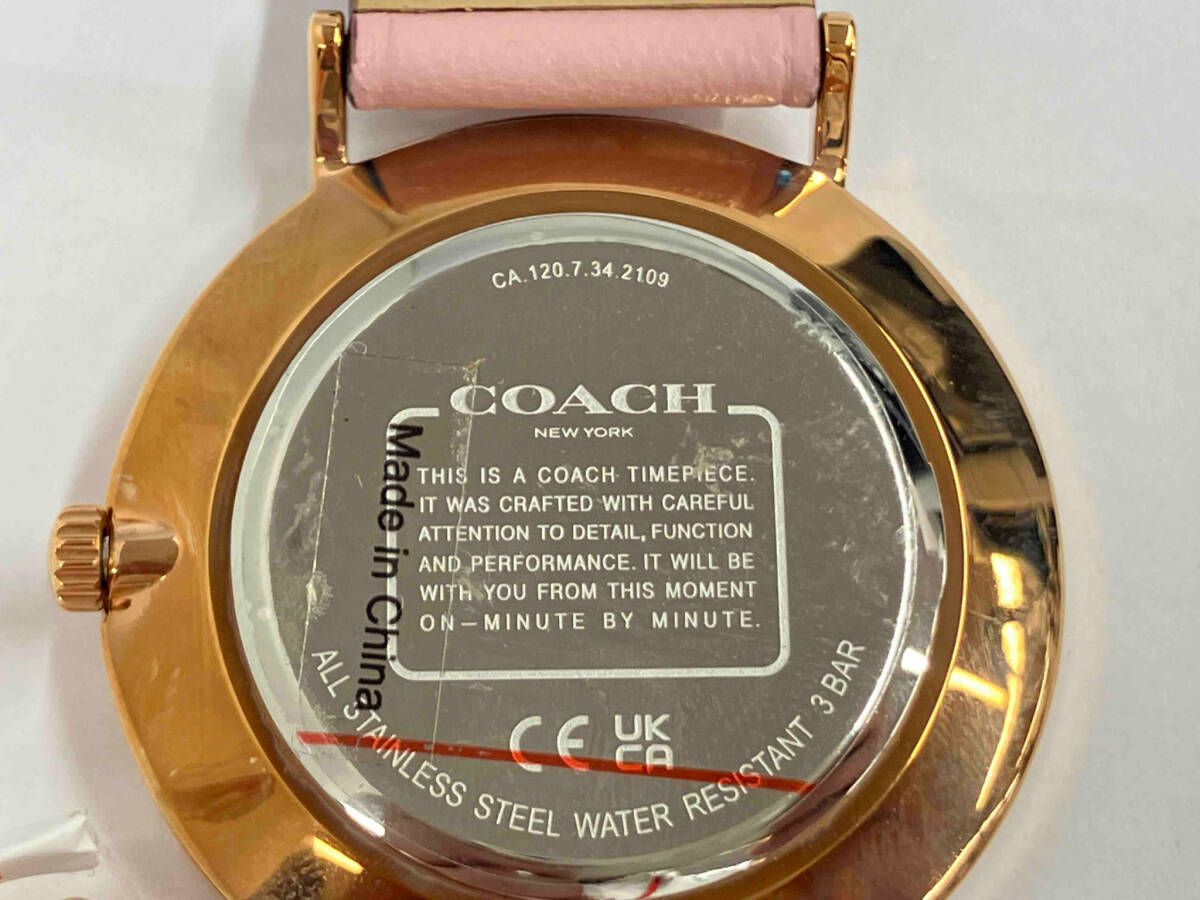 CA.120.7.34.2109
COACH
NEW YORK
THIS IS A COACH TIMEPIECE.
IT WAS CRAFTED WITH CAREFUL
ATTENTION TO DETAIL, FUNCTION
AND PERFORMANCE. IT WILL BE
WITH YOU FROM THIS MOMENT
ON—MINUTE BY MINUTE.
Made in China
CE UK
CA
ALL STAINLESS STEEL WATER RESISTANT 3 BAR